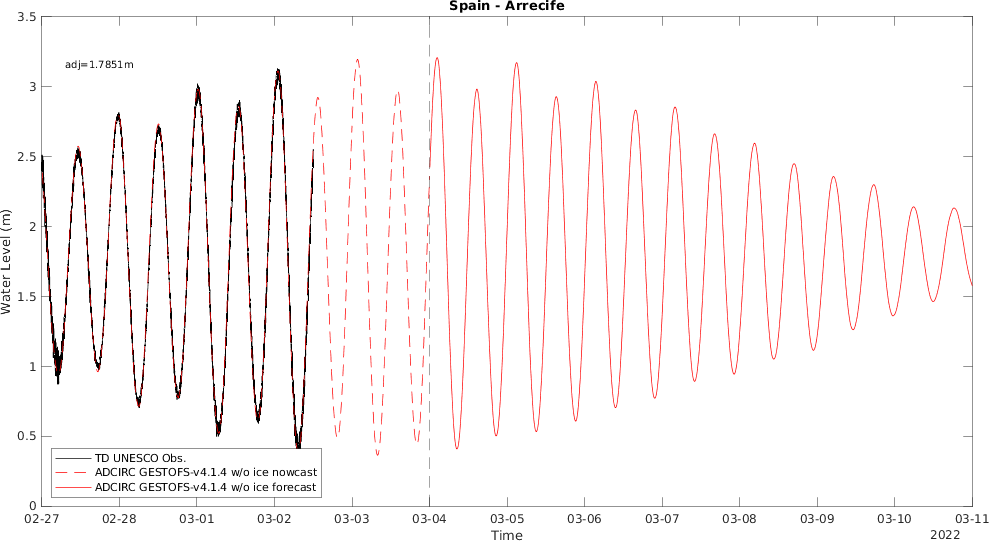 Spain - Arrecife
3.5
adj=1.7851m
3
2.5
2
1.5
1
0.5
0
Water Level (m)
TD UNESCO Obs.
ADCIRC GESTOFS-v4.1.4 w/o ice nowcast
ADCIRC GESTOFS-v4.1.4 w/o ice forecast
02-27 02-28 03-01 03-02 03-03 03-04 03-05 03-06 03-07 03-08 03-09 03-10 03-11
Time
2022